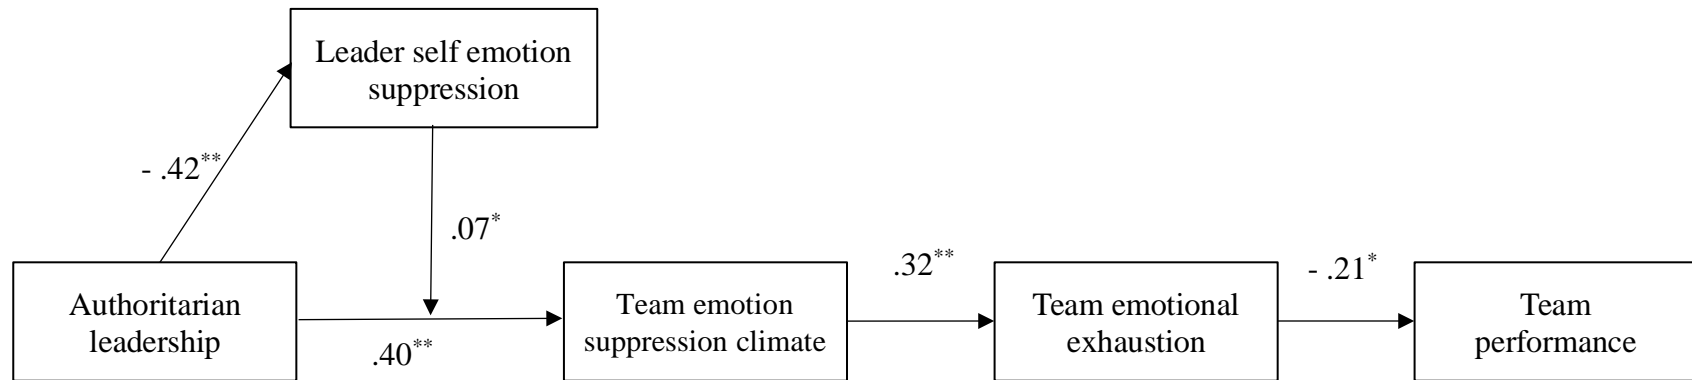 Leader self emotion
suppression
- .42**
.07*
Authoritarian
leadership
.40**
Team emotion
suppression climate
.32**
Team emotional
exhaustion
- .21*
Team
performance